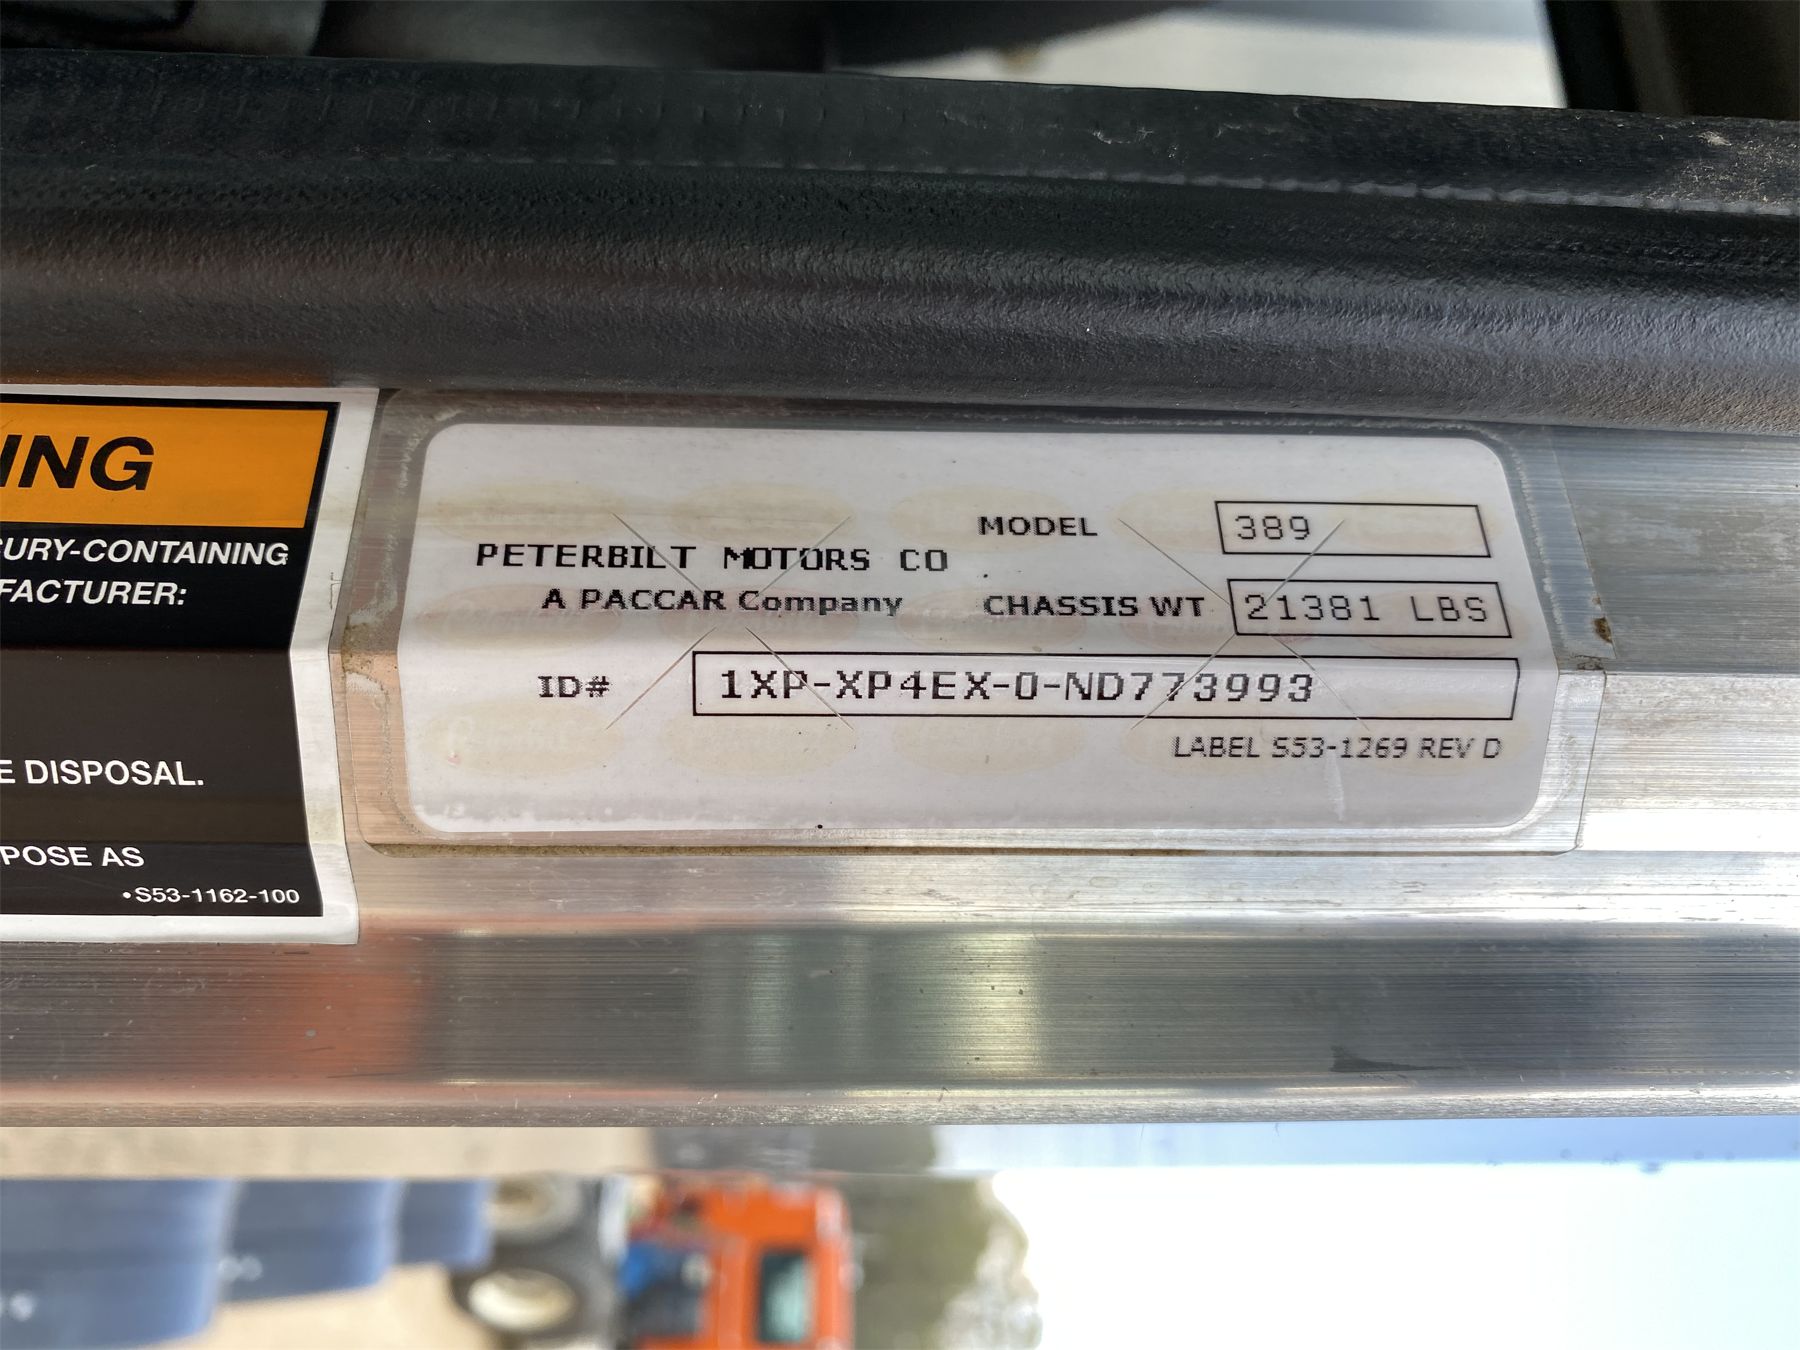 ING
CURY-CONTAINING
FACTURER:
E DISPOSAL.
POSE AS
•S53-1162-100
MODEL 389
PETERBILT MOTORS CO
A PACCAR Company
CHASSIS WT 21381 LBS
ID# 1XP-XP4EX-0-ND773993
LABEL S53-1269 REV D